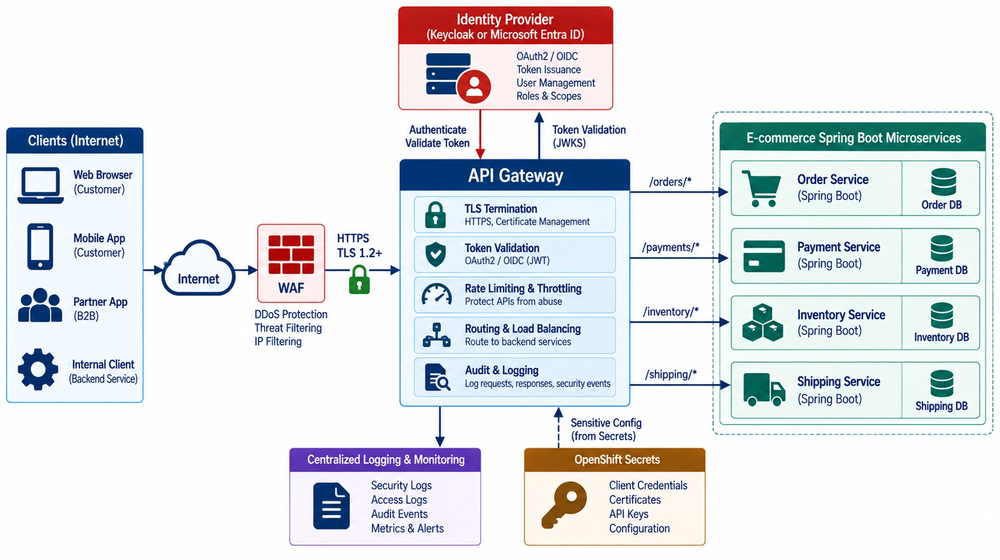 Identity Provider
(Keycloak or Microsoft Entra ID)
OAuth2 / OIDC
Token Issuance
User Management
Roles & Scopes
Authenticate
Validate Token
Token Validation
(JWKS)
Clients (Internet)
Web Browser
(Customer)
Mobile App
(Customer)
Partner App
(B2B)
Internal Client
(Backend Service)
Internet
WAF
DDoS Protection
Threat Filtering
IP Filtering
HTTPS
TLS 1.2+
API Gateway
TLS Termination
HTTPS, Certificate Management
Token Validation
OAuth2 / OIDC (JWT)
Rate Limiting & Throttling
Protect APIs from abuse
Routing & Load Balancing
Route to backend services
Audit & Logging
Log requests, responses, security events
/orders/*
/payments/*
/inventory/*
/shipping/*
E-commerce Spring Boot Microservices
Order Service
(Spring Boot)
Order DB
Payment Service
(Spring Boot)
Payment DB
Inventory Service
(Spring Boot)
Inventory DB
Shipping Service
(Spring Boot)
Shipping DB
Sensitive Config
(from Secrets)
Centralized Logging & Monitoring
Security Logs
Access Logs
Audit Events
Metrics & Alerts
OpenShift Secrets
Client Credentials
Certificates
API Keys
Configuration